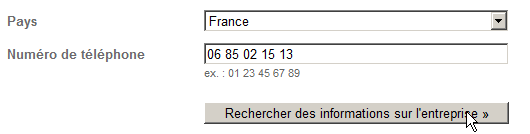 Pays France
Numéro de téléphone 06 85 02 15 13
ex. : 01 23 45 67 89
Rechercher des informations sur l'entreprise »